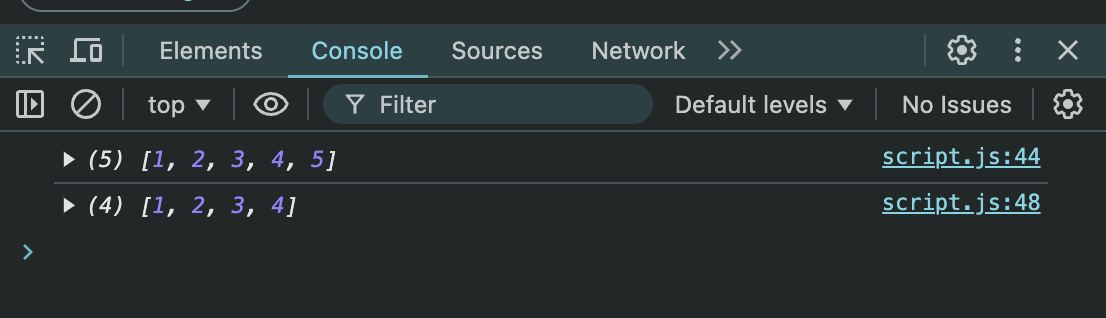 Elements Console Sources Network
top Filter Default levels No Issues
(5) [1, 2, 3, 4, 5] script.js:44
(4) [1, 2, 3, 4] script.js:48